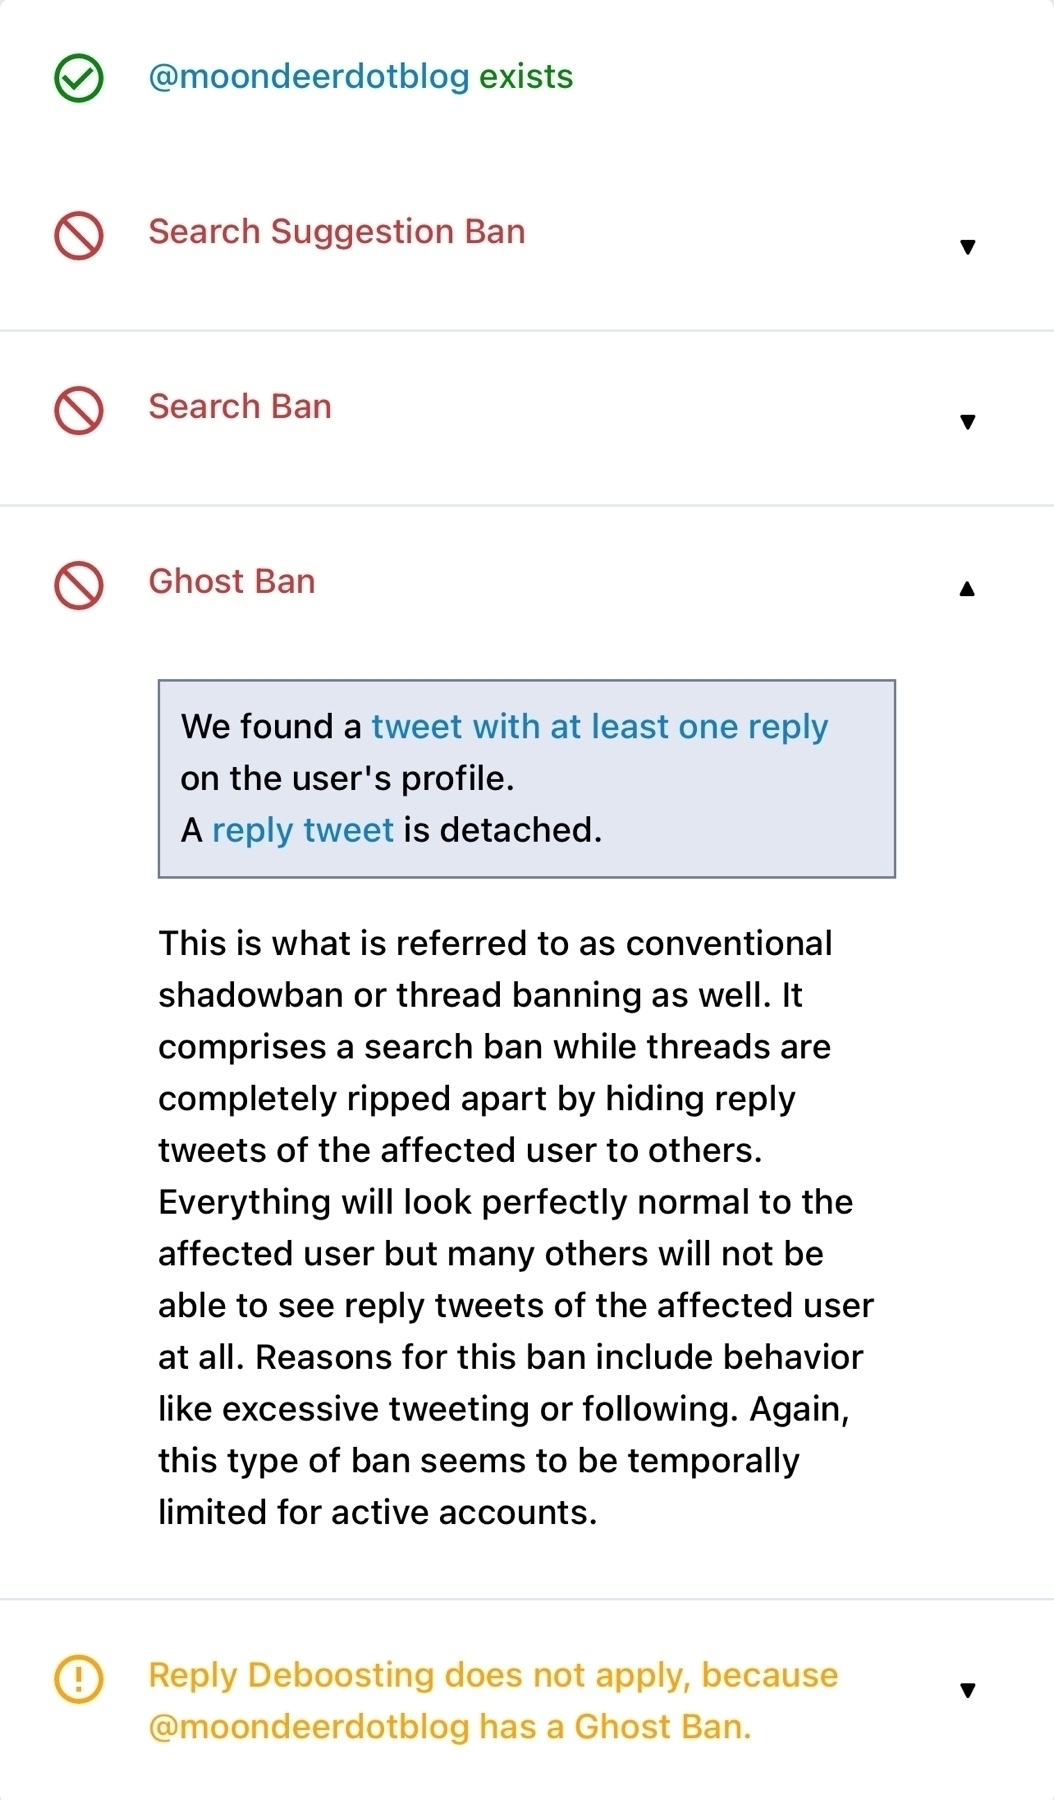 @moondeerdotblog exists
Search Suggestion Ban
Search Ban
Ghost Ban
We found a tweet with at least one reply
on the user's profile.
A reply tweet is detached.
This is what is referred to as conventional
shadowban or thread banning as well. It
comprises a search ban while threads are
completely ripped apart by hiding reply
tweets of the affected user to others.
Everything will look perfectly normal to the
affected user but many others will not be
able to see reply tweets of the affected user
at all. Reasons for this ban include behavior
like excessive tweeting or following. Again,
this type of ban seems to be temporally
limited for active accounts.
Reply Deboosting does not apply, because
@moondeerdotblog has a Ghost Ban.